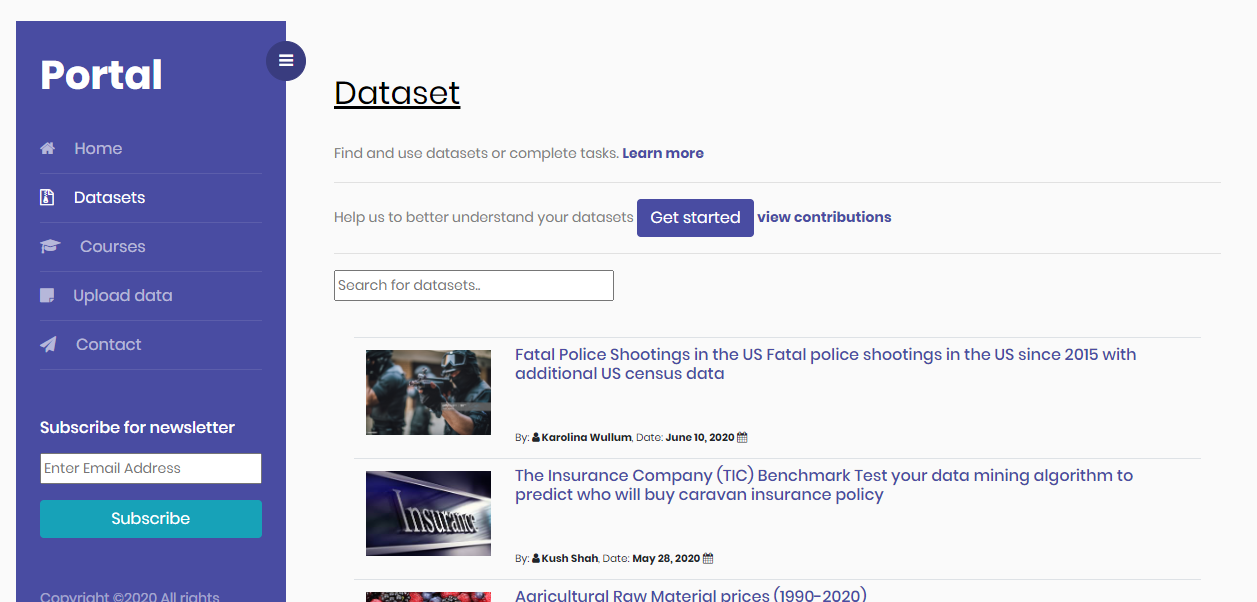 Portal
Home
Datasets
Courses
Upload data
Contact
Subscribe for newsletter
Enter Email Address
Subscribe
Copyright ©2020 All rights
Dataset
Find and use datasets or complete tasks. Learn more
Help us to better understand your datasets Get started view contributions
Search for datasets..
Fatal Police Shootings in the US Fatal police shootings in the US since 2015 with
additional US census data
By: Karolina Wullum, Date: June 10, 2020
Insurance
The Insurance Company (TIC) Benchmark Test your data mining algorithm to
predict who will buy caravan insurance policy
By: Kush Shah, Date: May 28, 2020
Agricultural Raw Material prices (1990-2020)